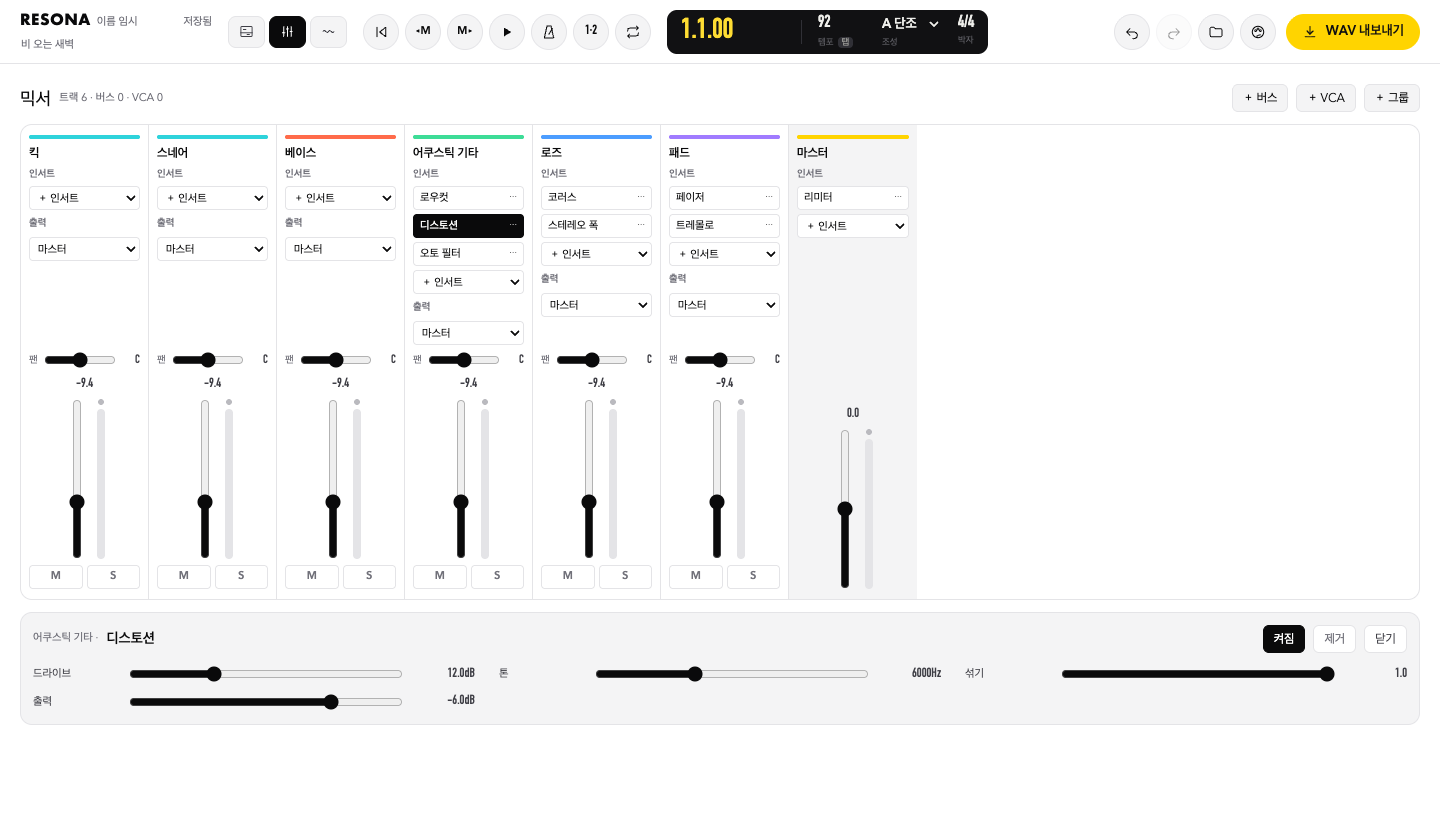 RESONA 이름 임시 저장됨
비 오는 새벽
◂M M▸ 1·2
1.1.00 92 A 단조 4/4
템포 탭 조성 박자
WAV 내보내기
믹서 트랙 6 · 버스 0 · VCA 0
+ 버스 + VCA + 그룹
킥 스네어 베이스 어쿠스틱 기타 로즈 패드 마스터
인서트 인서트 인서트 인서트 인서트 인서트 인서트
+ 인서트 + 인서트 + 인서트 로우컷 ... 코러스 ... 페이저 ... 리미터 ...
출력 출력 출력 디스토션 ... 스테레오 폭 ... 트레몰로 ... + 인서트
마스터 마스터 마스터 오토 필터 ... + 인서트 + 인서트
+ 인서트 출력 출력
출력 마스터 마스터
마스터
팬 C 팬 C 팬 C 팬 C 팬 C 팬 C
-9.4 -9.4 -9.4 -9.4 -9.4 -9.4
0.0
M S M S M S M S M S M S
어쿠스틱 기타 · 디스토션 켜짐 제거 닫기
드라이브 12.0dB 톤 6000Hz 섞기 1.0
출력 -6.0dB